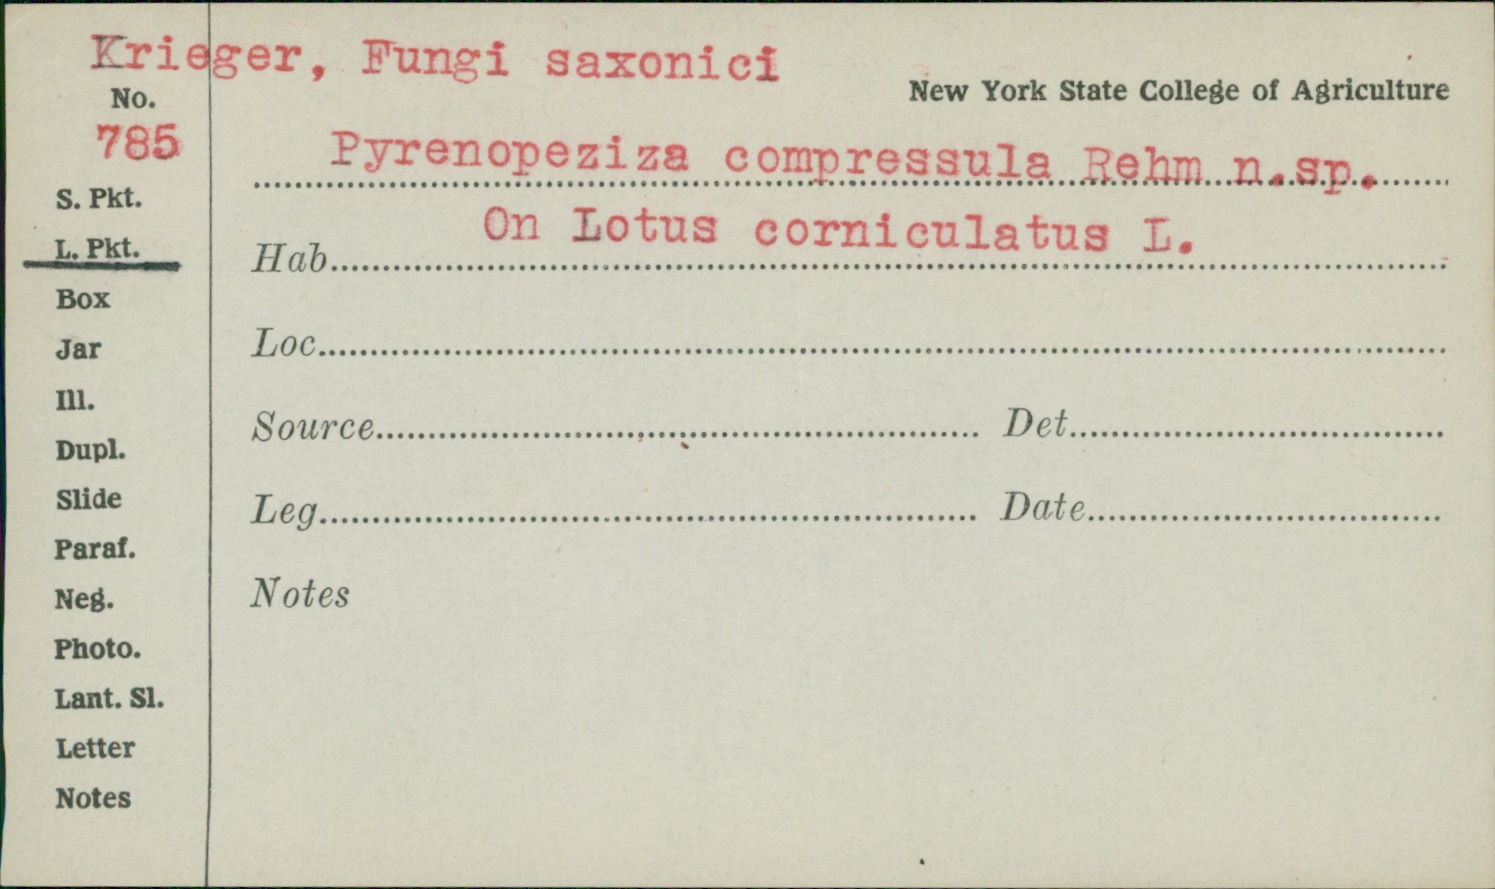 Krieger, Fungi saxonici
New York State College of Agriculture
No.
785
Pyrenopeziza compressula Rehm n.sp.
S. Pkt.
On Lotus corniculatus L.
L. Pkt.
Hab
Box
Jar
Loc
Ill.
Source Det
Dupl.
Slide
Leg Date
Paraf.
Neg.
Notes
Photo.
Lant. Sl.
Letter
Notes